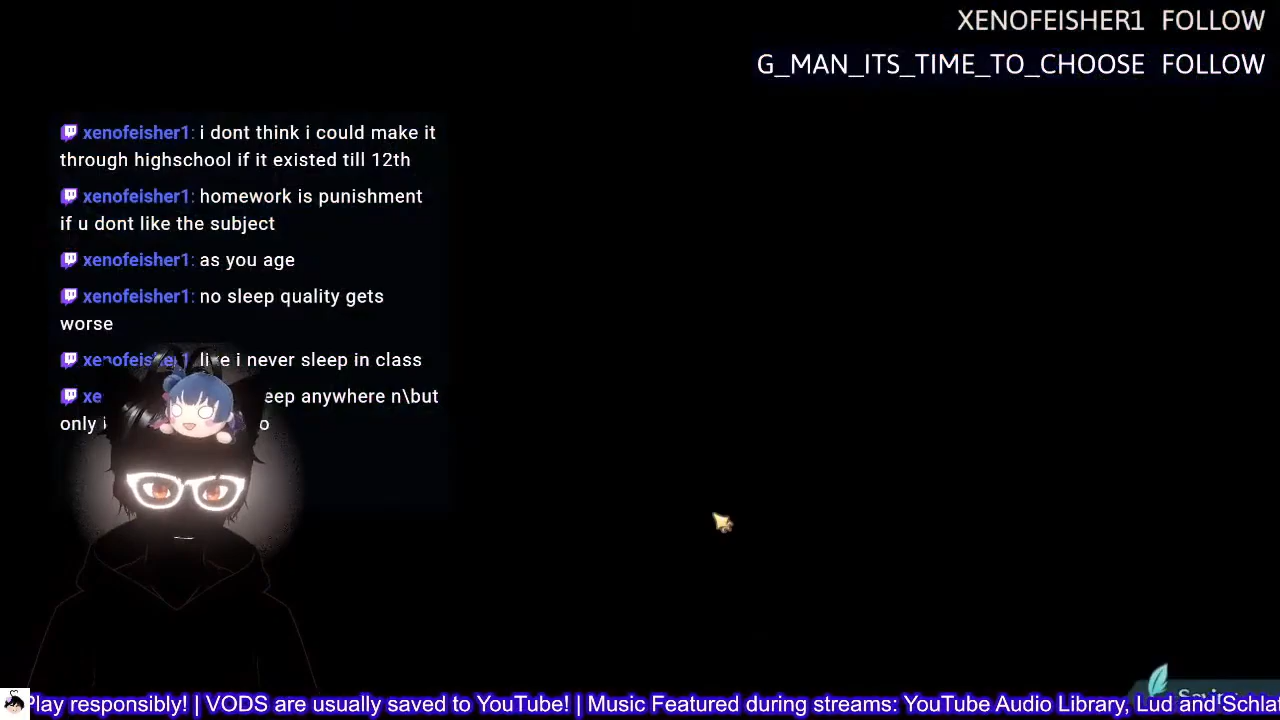 XENOFEISHER1 FOLLOW
G_MAN_ITS_TIME_TO_CHOOSE FOLLOW
xenofeisher1: i dont think i could make it
through highschool if it existed till 12th
xenofeisher1: homework is punishment
if u dont like the subject
xenofeisher1: as you age
xenofeisher1: no sleep quality gets
worse
xenofeisher1 i never sleep in class
xe eep anywhere n\but
only o
Play responsibly! | VODS are usually saved to YouTube! | Music Featured during streams: YouTube Audio Library, Lud and Schla